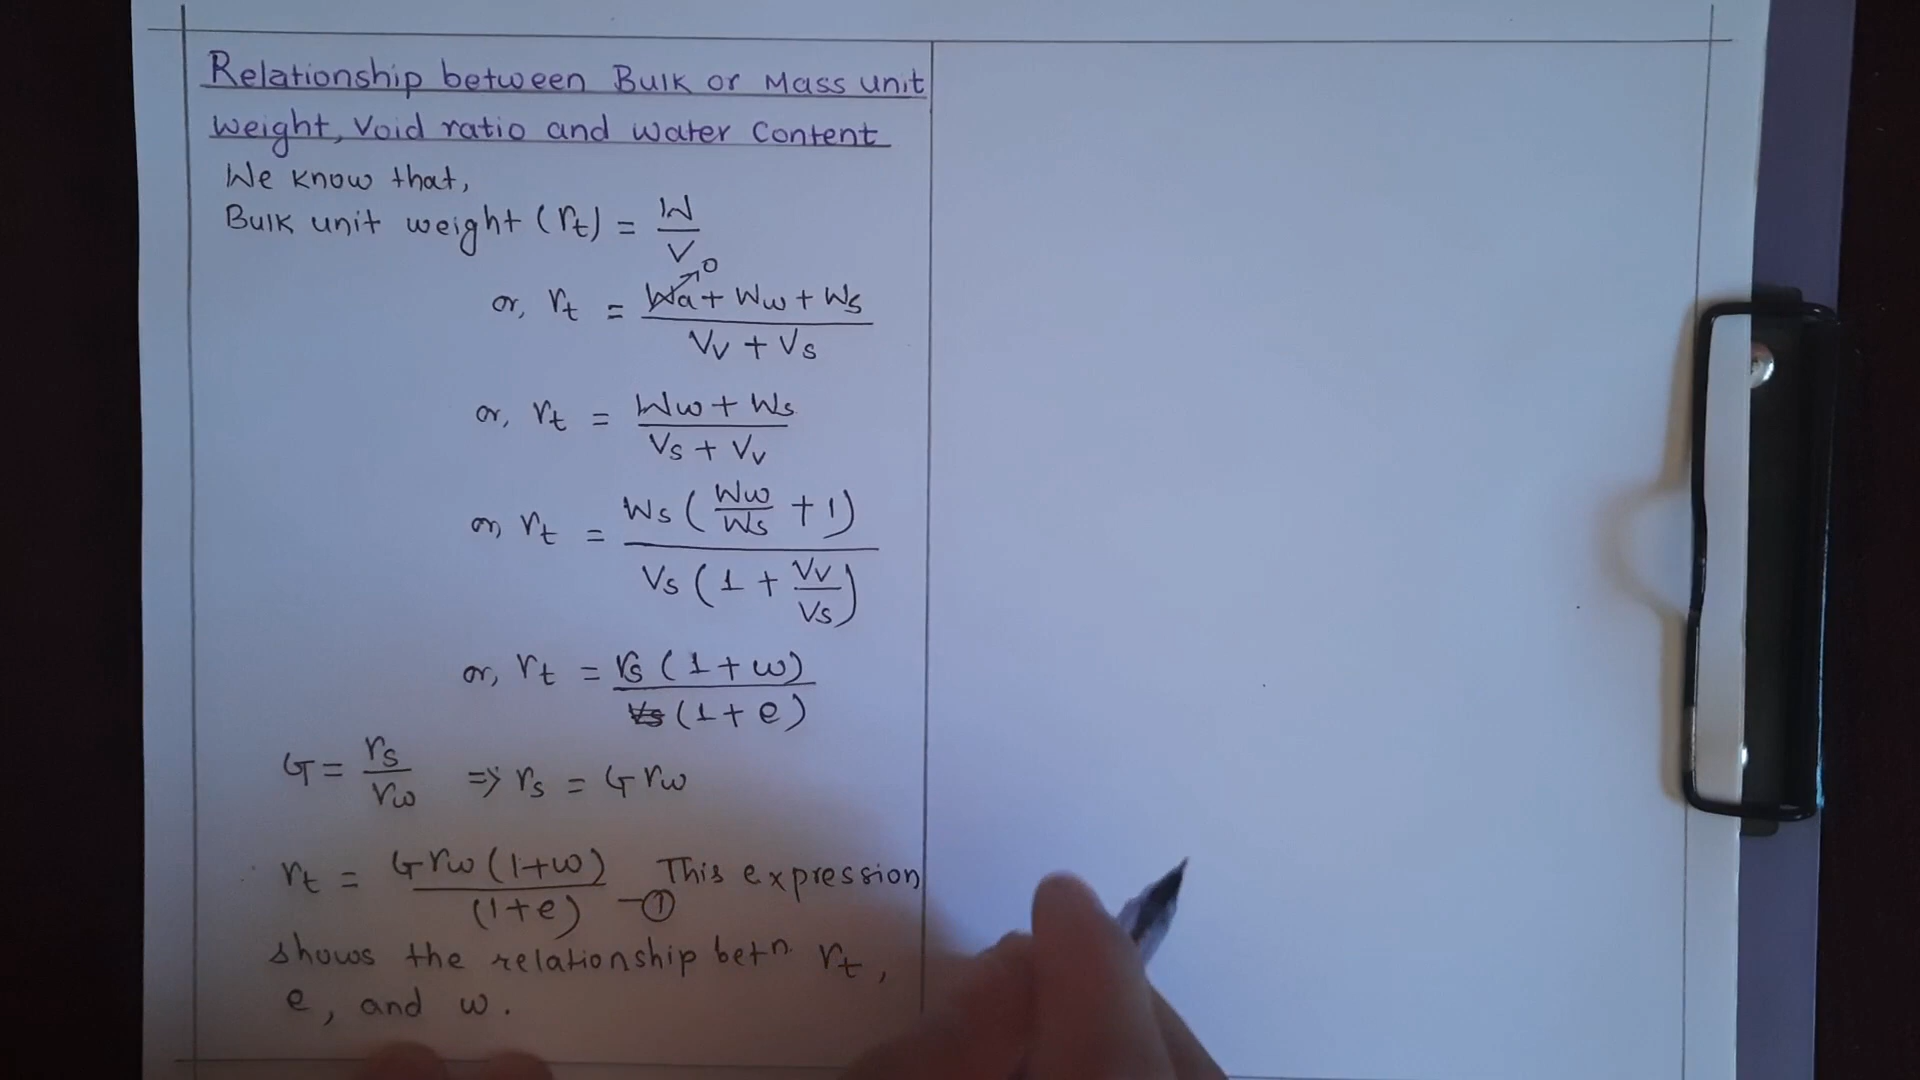 Relationship between Bulk or Mass unit
weight, Void ratio and water Content
We know that,
Bulk unit weight (rt) = W/V
or, rt = (Wa→0 + Ww + Ws)/(Vv + Vs)
or, rt = (Ww + Ws)/(Vs + Vv)
or, rt = Ws(Ww/Ws + 1)/Vs(1 + Vv/Vs)
or, rt = rs(1+w)/(1+e)
G = rs/rw => rs = Grw
rt = Grw(1+w)/(1+e) -① This expression
shows the relationship betn rt,
e, and w.